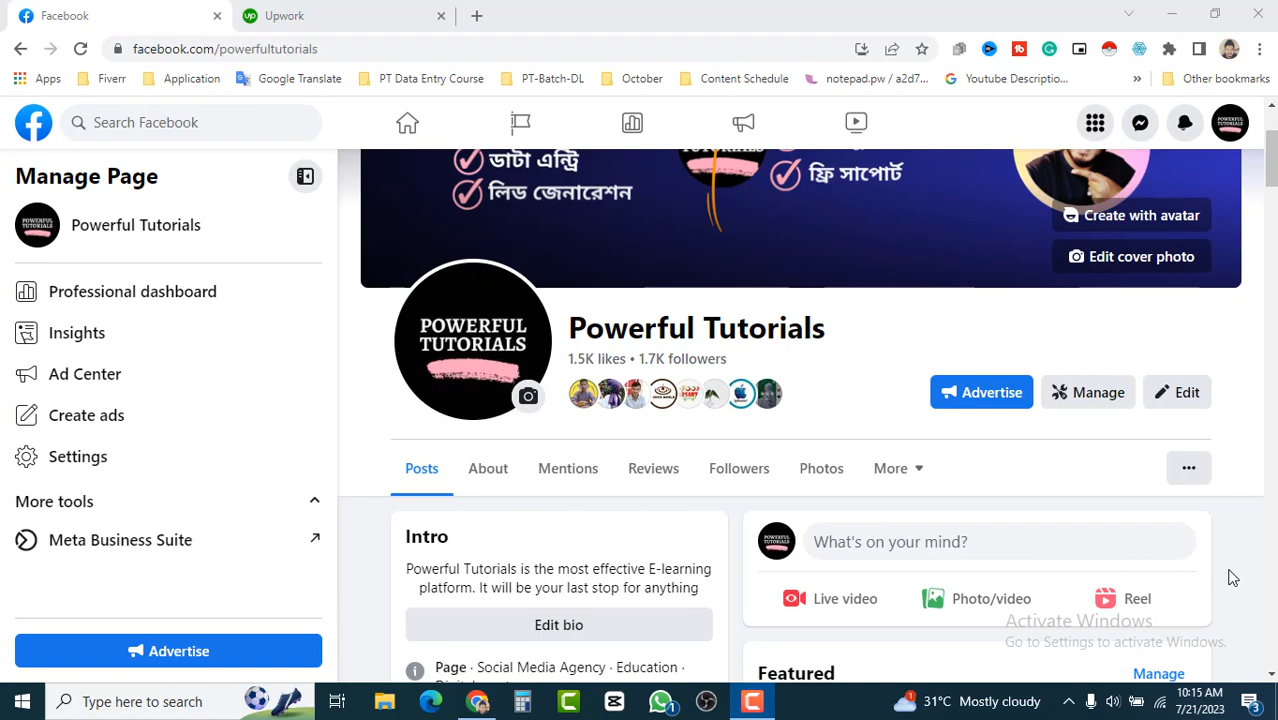 Facebook
Upwork
facebook.com/powerfultutorials
Apps
Fiverr
Application
Google Translate
PT Data Entry Course
PT-Batch-DL
October
Content Schedule
notepad.pw / a2d7...
Youtube Descriptio...
»
Other bookmarks
Search Facebook
POWERFUL
TUTORIALS
Manage Page
Powerful Tutorials
Professional dashboard
Insights
Ad Center
Create ads
Settings
More tools
Meta Business Suite
Advertise
ডাটা এন্ট্রি
লিড জেনারেশন
ফ্রি সাপোর্ট
Create with avatar
Edit cover photo
POWERFUL
TUTORIALS
Powerful Tutorials
1.5K likes • 1.7K followers
Advertise
Manage
Edit
Posts
About
Mentions
Reviews
Followers
Photos
More
Intro
Powerful Tutorials is the most effective E-learning
platform. It will be your last stop for anything
Edit bio
Page · Social Media Agency · Education ·
What's on your mind?
Live video
Photo/video
Reel
Featured
Manage
Activate Windows
Go to Settings to activate Windows.
Type here to search
1
1
31°C Mostly cloudy
10:15 AM
7/21/2023
3